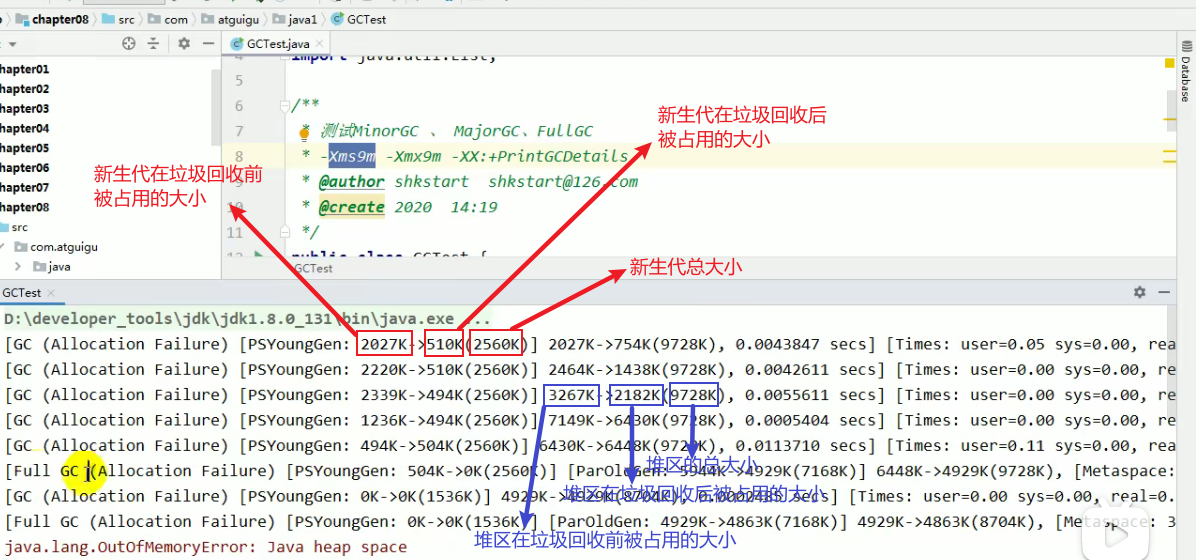 chapter08 src com atguigu java1 GCTest
GCTest.java
hapter01
hapter02
hapter03
hapter04
hapter05
hapter06
hapter07
hapter08
src
com.atguigu
java
import java.util.List;
5
6 /**
7 * 测试MinorGC 、 MajorGC、FullGC
8 * -Xms9m -Xmx9m -XX:+PrintGCDetails
9 * @author shkstart shkstart@126.com
10 * @create 2020 14:19
11 */
public class GCTest {
GCTest
Database
新生代在垃圾回收前
被占用的大小
新生代在垃圾回收后
被占用的大小
新生代总大小
GCTest
D:\developer_tools\jdk\jdk1.8.0_131\bin\java.exe ...
[GC (Allocation Failure) [PSYoungGen: 2027K->510K(2560K)] 2027K->754K(9728K), 0.0043847 secs] [Times: user=0.05 sys=0.00, rea
[GC (Allocation Failure) [PSYoungGen: 2220K->510K(2560K)] 2464K->1438K(9728K), 0.0042611 secs] [Times: user=0.00 sys=0.00, re
[GC (Allocation Failure) [PSYoungGen: 2339K->494K(2560K)] 3267K->2182K(9728K), 0.0055611 secs] [Times: user=0.00 sys=0.00, re
[GC (Allocation Failure) [PSYoungGen: 1236K->494K(2560K)] 7149K->6430K(9728K), 0.0005404 secs] [Times: user=0.00 sys=0.00, re
[GC (Allocation Failure) [PSYoungGen: 494K->504K(2560K)] 6430K->6448K(9728K), 0.0113710 secs] [Times: user=0.11 sys=0.00, rea
[Full GC (Allocation Failure) [PSYoungGen: 504K->0K(2560K)] [ParOldGen: 5944K->4929K(7168K)] 6448K->4929K(9728K), [Metaspace:
[GC (Allocation Failure) [PSYoungGen: 0K->0K(1536K)] 4929K->4929K(8704K), secs] [Times: user=0.00 sys=0.00, real=0.
[Full GC (Allocation Failure) [PSYoungGen: 0K->0K(1536K)] [ParOldGen: 4929K->4863K(7168K)] 4929K->4863K(8704K), [Metaspace: 3
java.lang.OutOfMemoryError: Java heap space
堆区的总大小
堆区在垃圾回收后被占用的大小
堆区在垃圾回收前被占用的大小